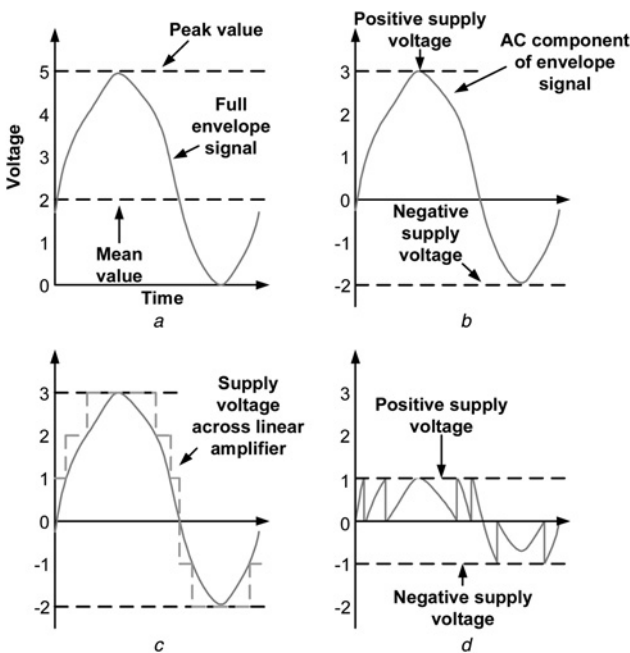 Peak value
5
4
Full
envelope
signal
3
Voltage
2
1
Mean
value
0
Time
a
Positive supply
voltage
AC component
of envelope
signal
3
2
1
0
Negative
supply
voltage
-1
-2
b
3
Supply
voltage
across linear
amplifier
2
1
0
-1
-2
c
3
Positive supply
voltage
2
1
0
-1
Negative supply
voltage
-2
d